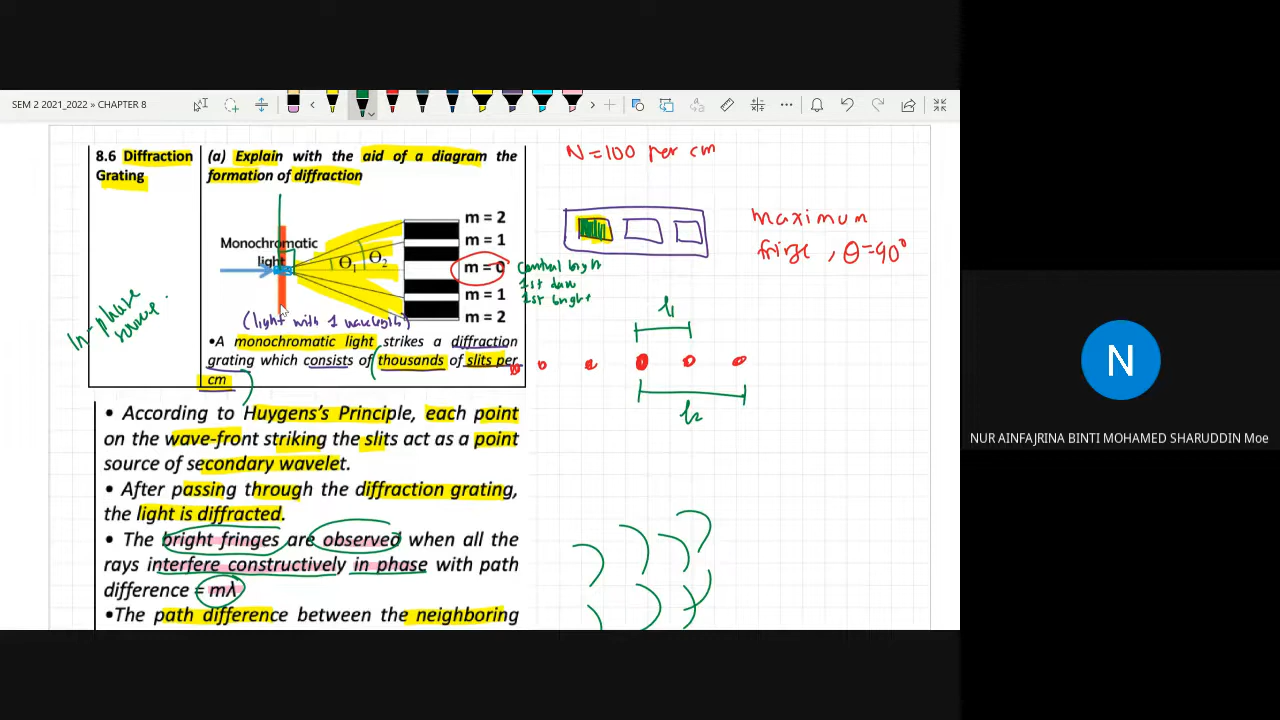 SEM 2 2021_2022 » CHAPTER 8
8.6 Diffraction
Grating
(a) Explain with the aid of a diagram the
formation of diffraction
N = 100 per cm
maximum
fringe, θ=90°
m = 2
m = 1
m = 0
m = 1
m = 2
Monochromatic
light
Θ₁
Θ₂
Central bright
1st dark
1st bright
In-phase
source.
(light with 1 wavelength)
•A monochromatic light strikes a diffraction
grating which consists of thousands of slits per
cm
• According to Huygens's Principle, each point
on the wave-front striking the slits act as a point
source of secondary wavelet.
• After passing through the diffraction grating,
the light is diffracted.
• The bright fringes are observed when all the
rays interfere constructively in phase with path
difference = mλ
•The path difference between the neighboring
N
NUR AINFAJRINA BINTI MOHAMED SHARUDDIN Moe